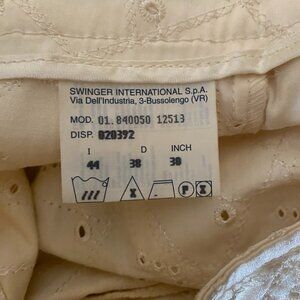 SWINGER INTERNATIONAL S.p.A.
Via Dell'Industria, 3-Bussolengo (VR)
MOD. 01.840050 12513
DISP. 020392
I D INCH
44 38 30
P